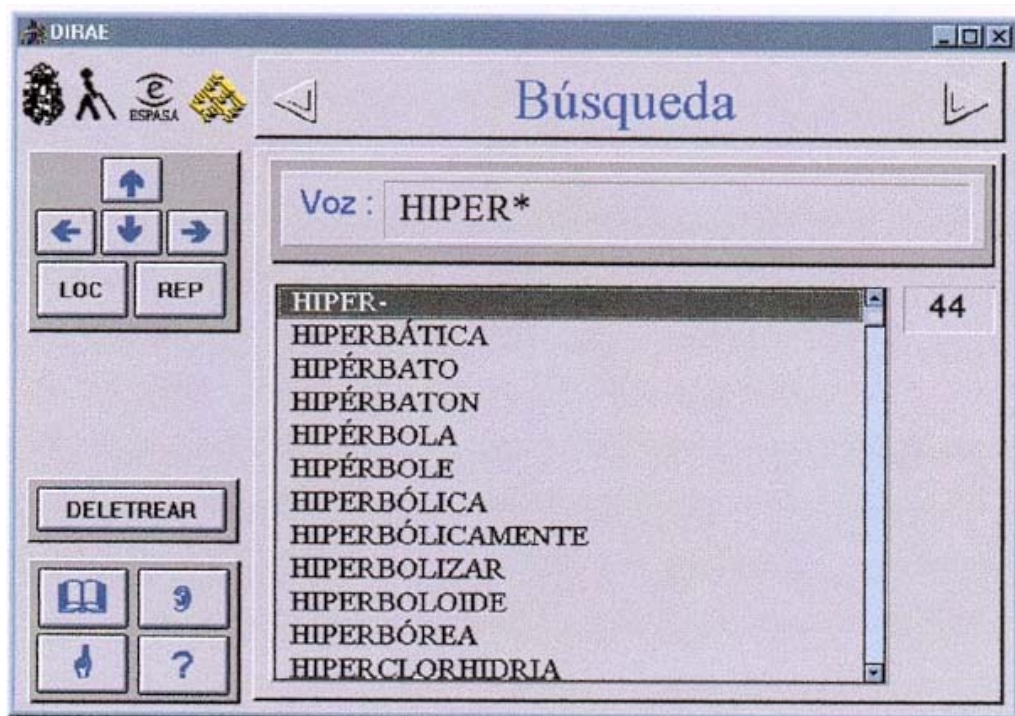 DIRAE
e
ESPASA
Búsqueda
Voz : HIPER*
LOC REP
HIPER-
44
HIPERBÁTICA
HIPÉRBATO
HIPÉRBATON
HIPÉRBOLA
HIPÉRBOLE
HIPERBÓLICA
DELETREAR
HIPERBÓLICAMENTE
HIPERBOLIZAR
HIPERBOLOIDE
HIPERBÓREA
?
HIPERCLORHIDRIA